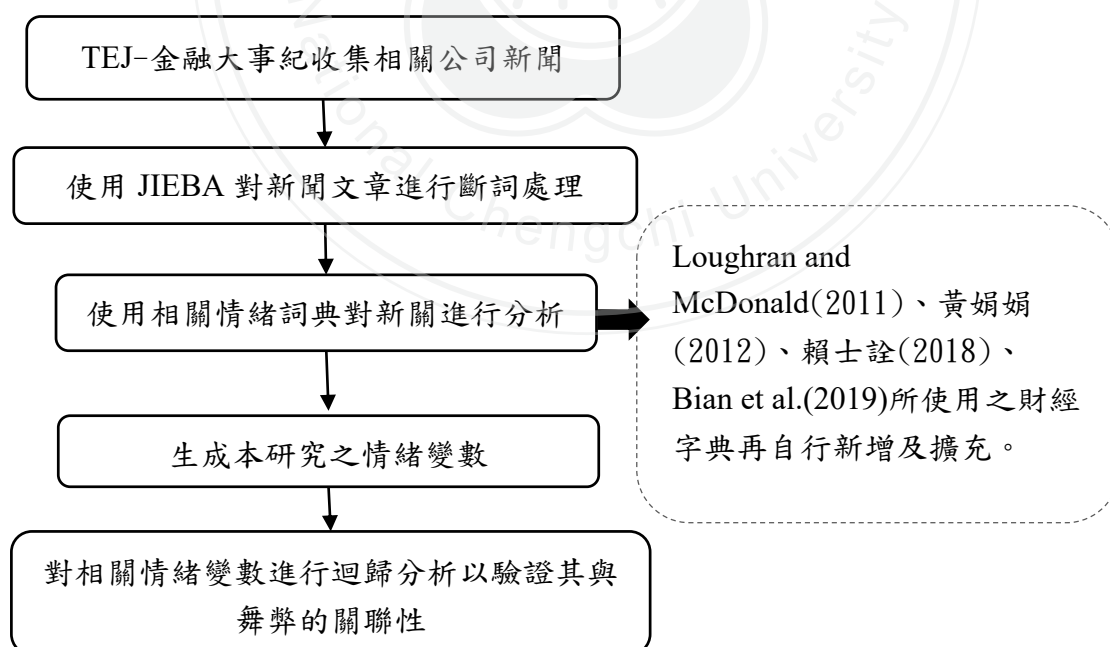 TEJ-金融大事紀收集相關公司新聞
使用 JIEBA 對新聞文章進行斷詞處理
使用相關情緒詞典對新關進行分析
Loughran and
McDonald(2011)、黃娟娟
(2012)、賴士詮(2018)、
Bian et al.(2019)所使用之財經
字典再自行新增及擴充。
生成本研究之情緒變數
對相關情緒變數進行迴歸分析以驗證其與
舞弊的關聯性
National Chengchi University